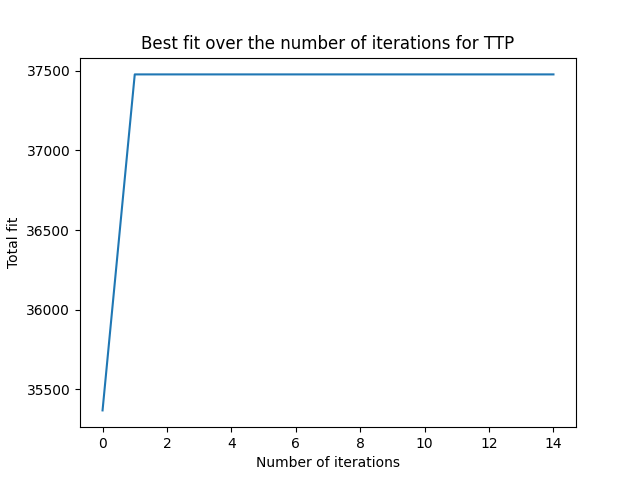 Best fit over the number of iterations for TTP
37500
37000
36500
36000
35500
Total fit
0 2 4 6 8 10 12 14
Number of iterations